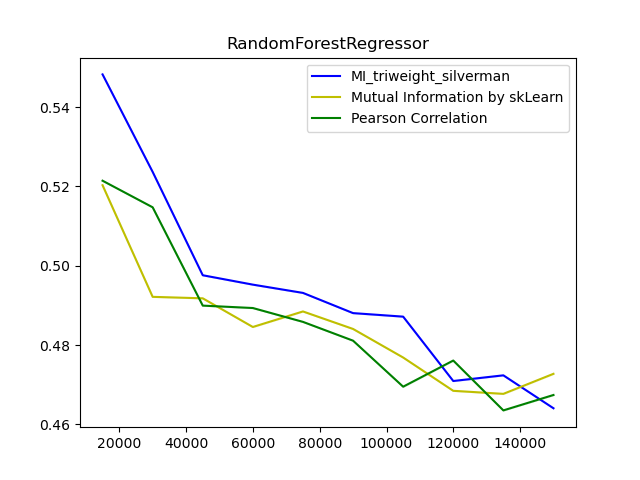 RandomForestRegressor
MI_triweight_silverman
Mutual Information by skLearn
Pearson Correlation
0.54
0.52
0.50
0.48
0.46
20000 40000 60000 80000 100000 120000 140000